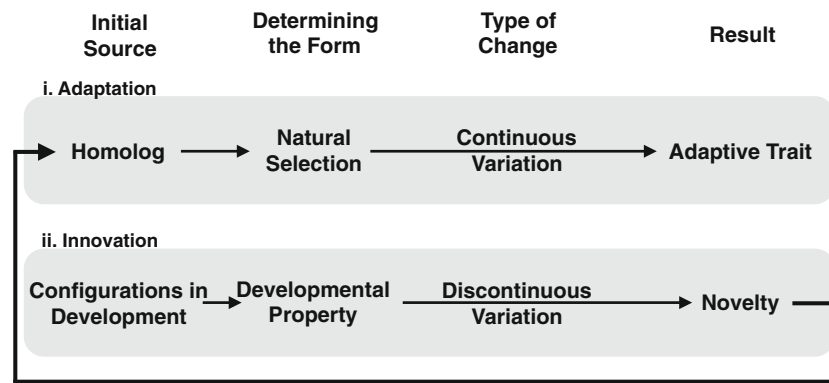 Initial Source
Determining the Form
Type of Change
Result
i. Adaptation
Homolog
Natural Selection
Continuous Variation
Adaptive Trait
ii. Innovation
Configurations in Development
Developmental Property
Discontinuous Variation
Novelty